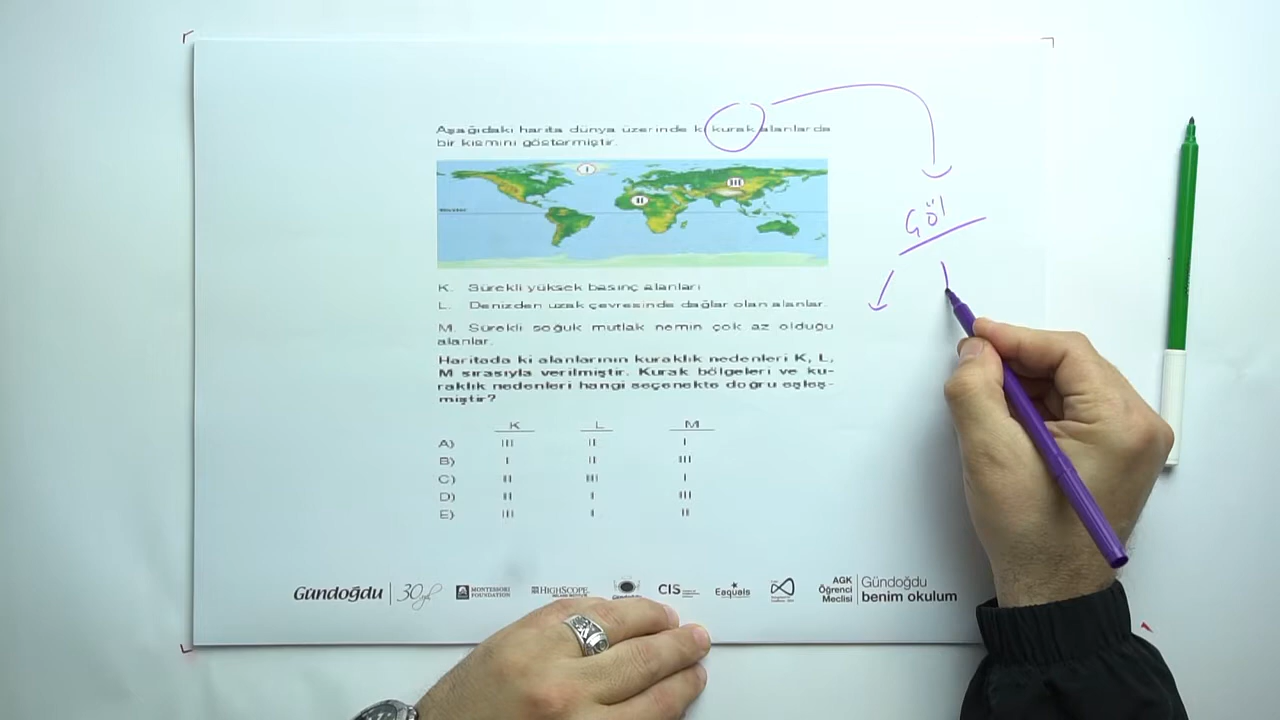 Aşağıdaki harita dünya üzerinde ki kurak alanlarda
bir kısmını göstermiştir.
I
III
II
Ekvator
K. Sürekli yüksek basınç alanları
L. Denizden uzak çevresinde dağlar olan alanlar.
M. Sürekli soğuk mutlak nemin çok az olduğu
alanlar.
Haritada ki alanlarının kuraklık nedenleri K, L,
M sırasıyla verilmiştir. Kurak bölgeleri ve ku-
raklık nedenleri hangi seçenekte doğru eşleş-
miştir?
K L M
A) III II I
B) I II III
C) II III I
D) II I III
E) III I II
Çöl
Gündoğdu 30.yıl MONTESSORI FOUNDATION HIGHSCOPE CIS Eaquals AGK Öğrenci Meclisi Gündoğdu benim okulum